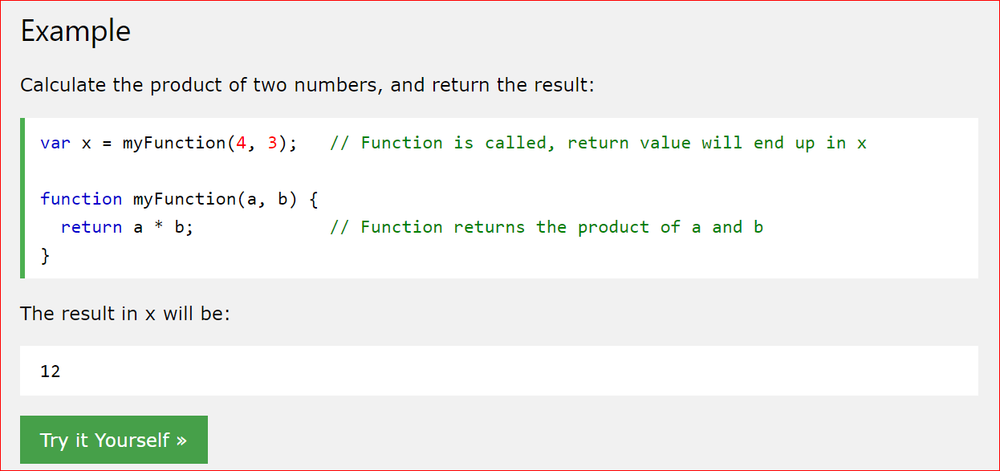 Example
Calculate the product of two numbers, and return the result:
var x = myFunction(4, 3);   // Function is called, return value will end up in x
function myFunction(a, b) {
  return a * b;             // Function returns the product of a and b
}
The result in x will be:
12
Try it Yourself »